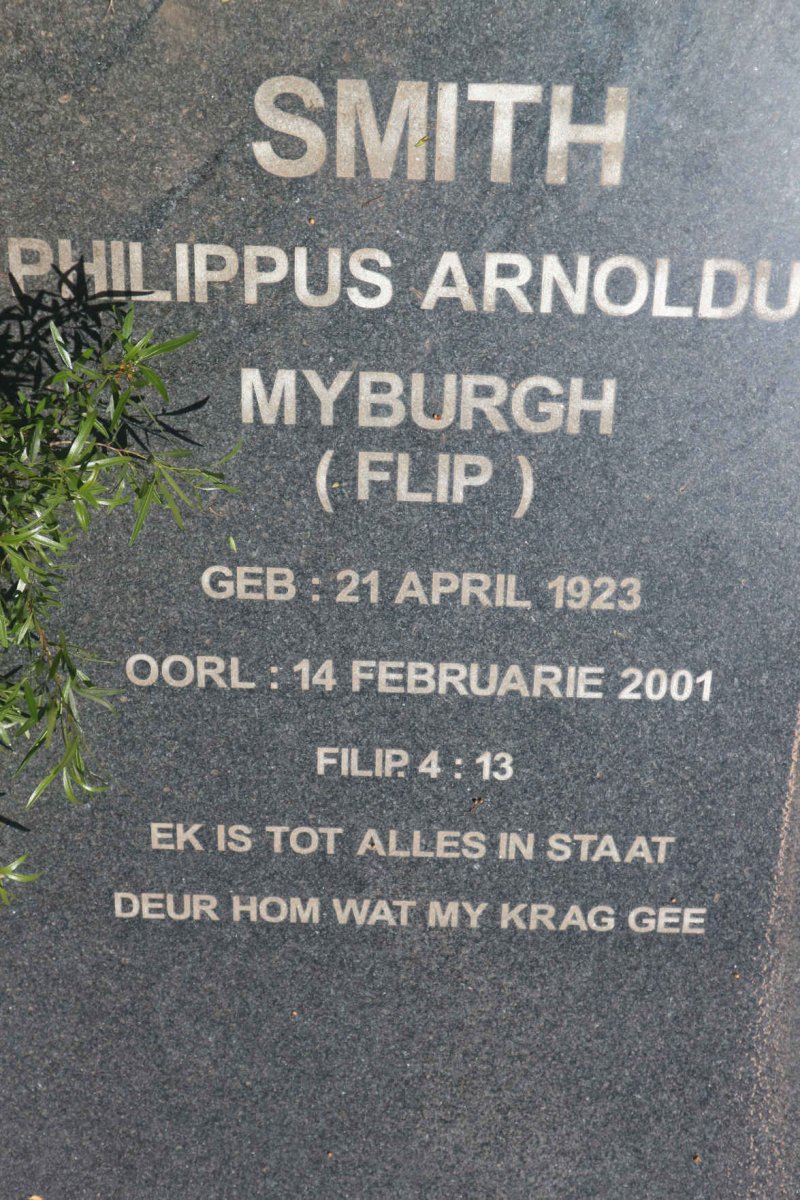 SMITH
PHILIPPUS ARNOLDU
MYBURGH
( FLIP )
GEB : 21 APRIL 1923
OORL : 14 FEBRUARIE 2001
FILIP. 4 : 13
EK IS TOT ALLES IN STAAT
DEUR HOM WAT MY KRAG GEE